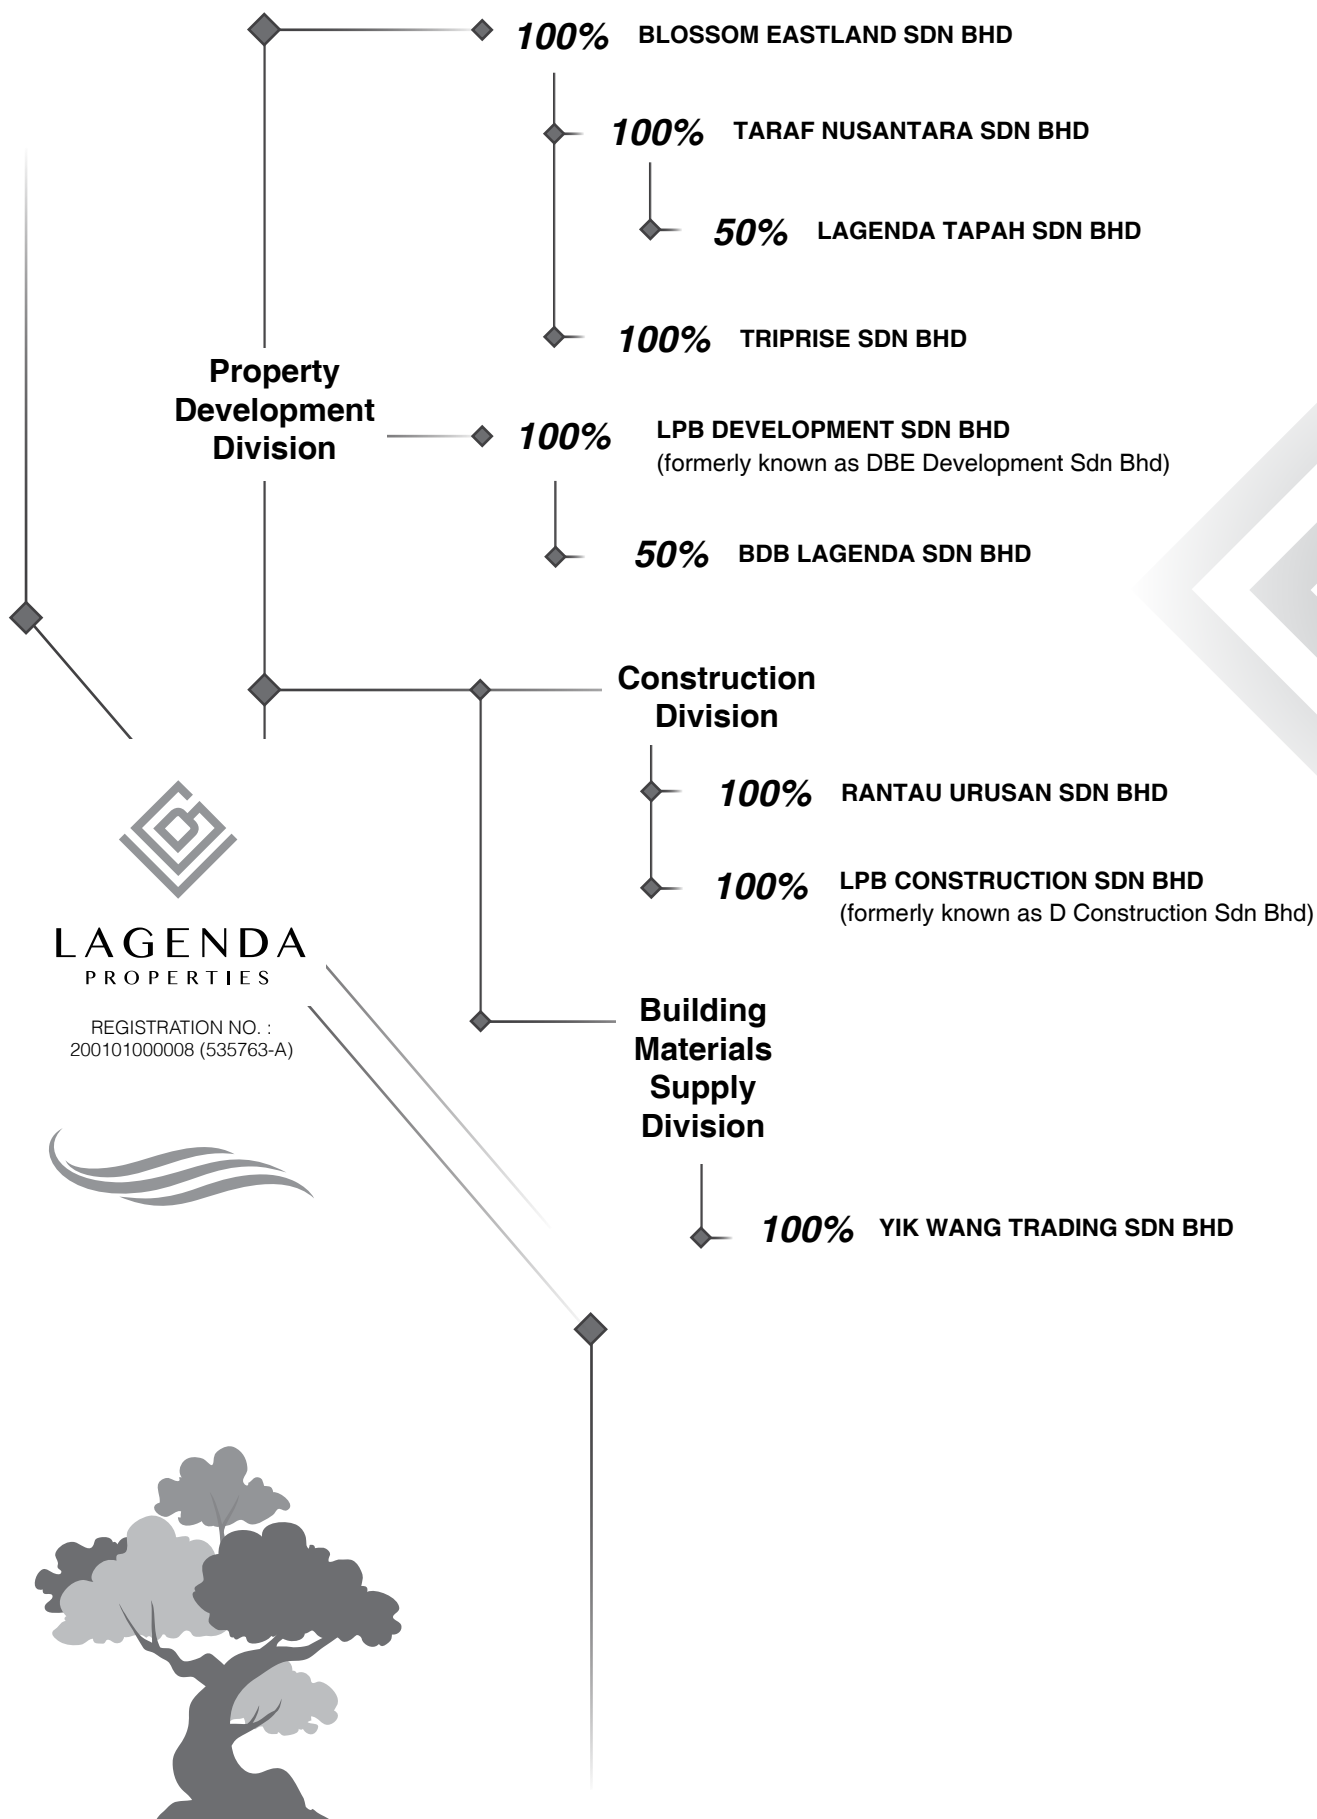 100% BLOSSOM EASTLAND SDN BHD
100% TARAF NUSANTARA SDN BHD
50% LAGENDA TAPAH SDN BHD
100% TRIPRISE SDN BHD
Property
Development
Division
100% LPB DEVELOPMENT SDN BHD
(formerly known as DBE Development Sdn Bhd)
50% BDB LAGENDA SDN BHD
Construction
Division
100% RANTAU URUSAN SDN BHD
100% LPB CONSTRUCTION SDN BHD
(formerly known as D Construction Sdn Bhd)
LAGENDA
PROPERTIES
REGISTRATION NO. :
200101000008 (535763-A)
Building
Materials
Supply
Division
100% YIK WANG TRADING SDN BHD